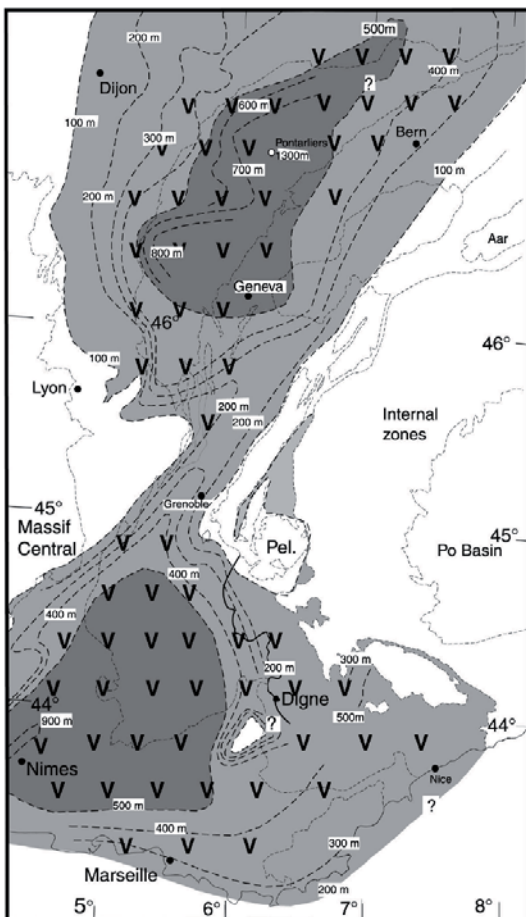 500m
200 m
V V V V
400 m
Dijon
?
600 m
V V V V V V
100 m
300 m
Pontarliers
1300m
Bern
V V V V V
700 m
100 m
200 m
V V V V V
Aar
800 m
V V V V
Geneva
V V V
46°
46°
100 m
V V V
Lyon
200 m
Internal
zones
200 m
V
45°
Grenoble
45°
Massif
Central
V V
Pel.
Po Basin
400 m
V V V
400 m
V V V V V
300 m
200 m
V V V V V V V
44°
Digne
900 m
500m
44°
?
V V V V V V V
Nimes
Nice
V V V V V V
500 m
?
400 m
V V V
300 m
Marseille
200 m
5°
6°
7°
8°